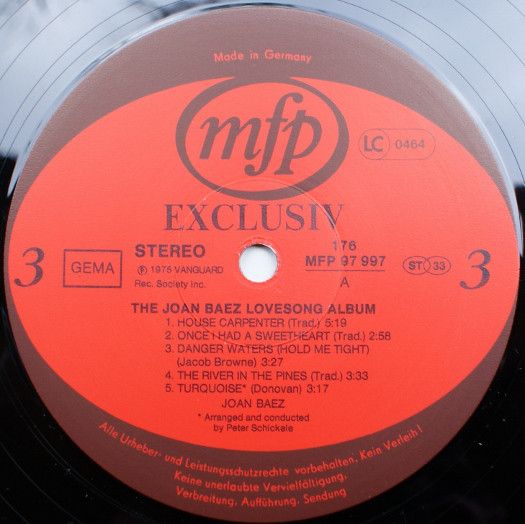 Made in Germany
mfp
LC 0464
EXCLUSIV
3
GEMA
STEREO
℗ 1976 VANGUARD
Rec. Society Inc.
176
MFP 97 997
A
ST 33
3
THE JOAN BAEZ LOVESONG ALBUM
1. HOUSE CARPENTER (Trad.) 5:19
2. ONCE I HAD A SWEETHEART (Trad.) 2:58
3. DANGER WATERS (HOLD ME TIGHT)
(Jacob Browne) 3:27
4. THE RIVER IN THE PINES (Trad.) 3:33
5. TURQUOISE* (Donovan) 3:17
JOAN BAEZ
* Arranged and conducted
by Peter Schickele
Alle Urheber- und Leistungsschutzrechte vorbehalten. Kein Verleih!
Keine unerlaubte Vervielfältigung,
Verbreitung, Aufführung, Sendung